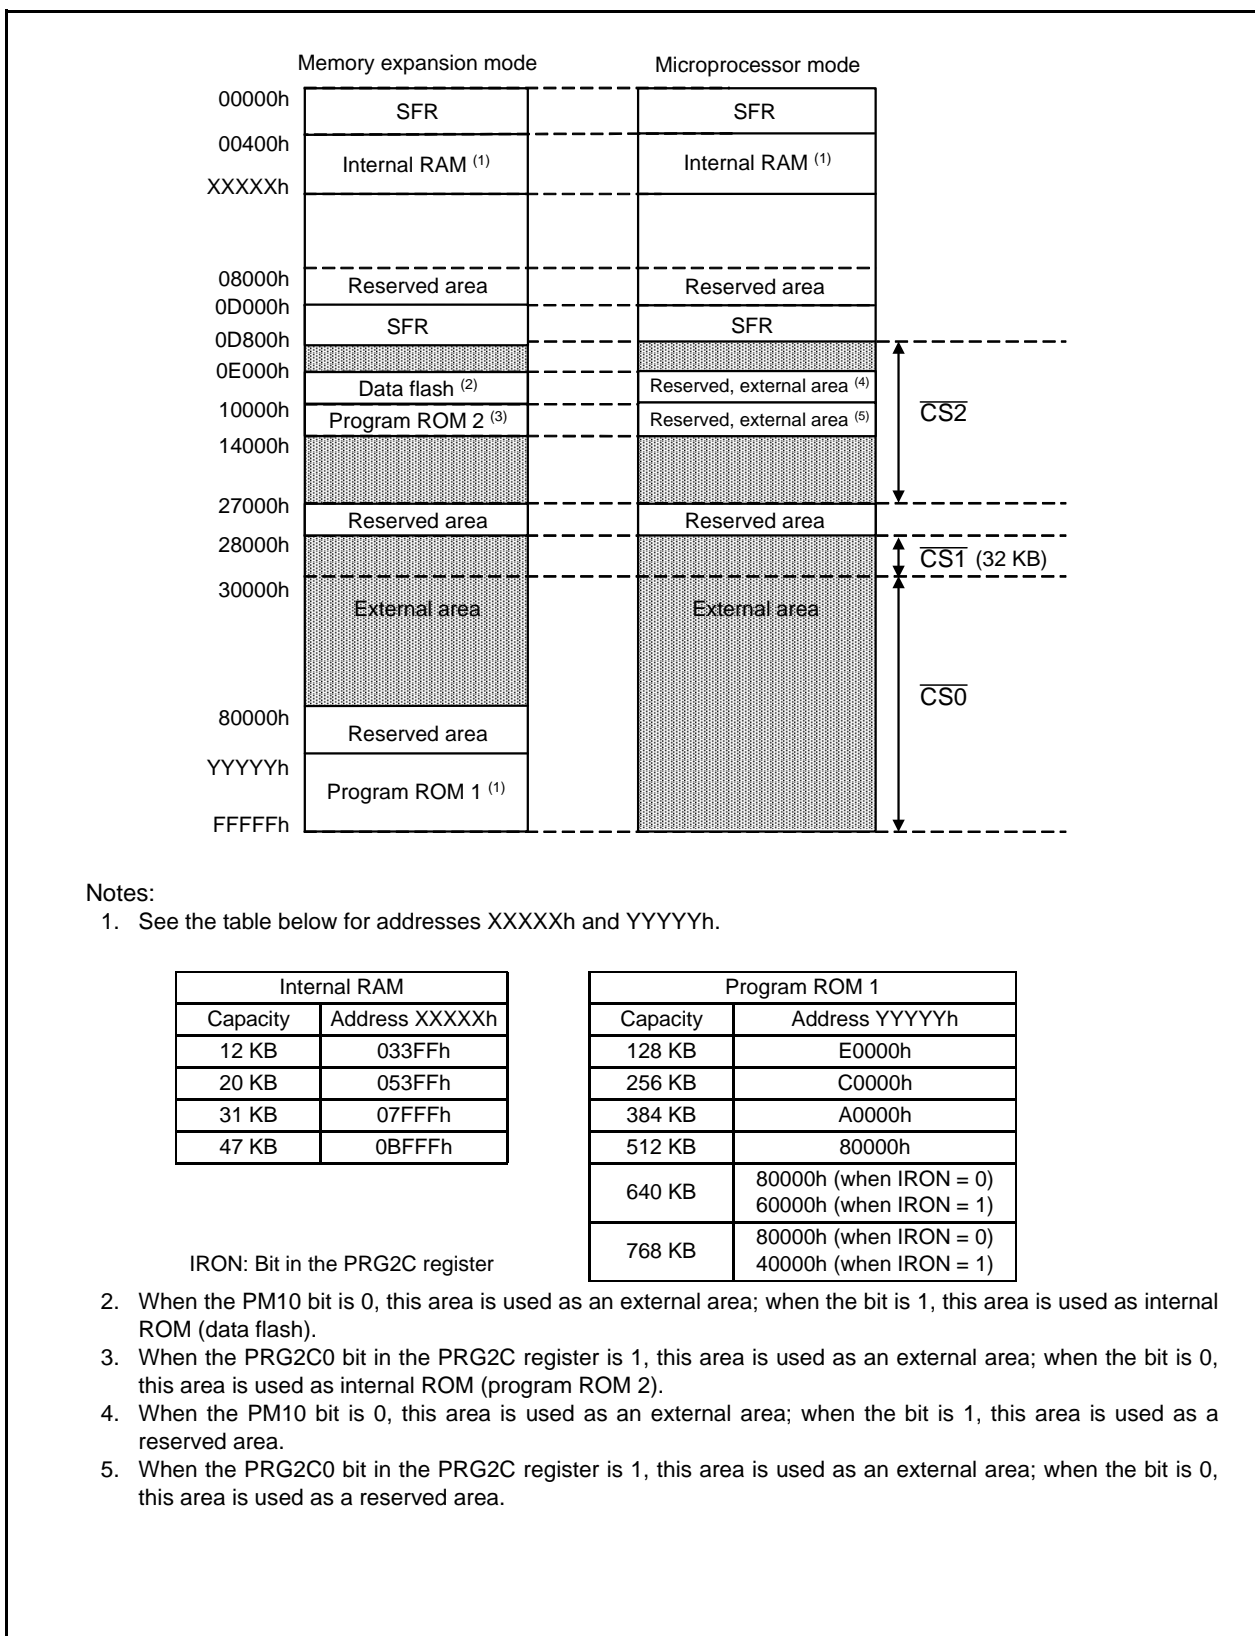 Memory expansion mode
Microprocessor mode
00000h
SFR
SFR
00400h
Internal RAM (1)
Internal RAM (1)
XXXXXh
08000h
Reserved area
Reserved area
0D000h
SFR
SFR
0D800h
0E000h
Data flash (2)
Reserved, external area (4)
10000h
Program ROM 2 (3)
Reserved, external area (5)
CS2
14000h
27000h
Reserved area
Reserved area
28000h
CS1 (32 KB)
30000h
External area
External area
CS0
80000h
Reserved area
YYYYYh
Program ROM 1 (1)
FFFFFh
Notes:
1. See the table below for addresses XXXXXh and YYYYYh.
Internal RAM
Capacity Address XXXXXh
12 KB 033FFh
20 KB 053FFh
31 KB 07FFFh
47 KB 0BFFFh
Program ROM 1
Capacity Address YYYYYh
128 KB E0000h
256 KB C0000h
384 KB A0000h
512 KB 80000h
640 KB 80000h (when IRON = 0)
60000h (when IRON = 1)
768 KB 80000h (when IRON = 0)
40000h (when IRON = 1)
IRON: Bit in the PRG2C register
2. When the PM10 bit is 0, this area is used as an external area; when the bit is 1, this area is used as internal
ROM (data flash).
3. When the PRG2C0 bit in the PRG2C register is 1, this area is used as an external area; when the bit is 0,
this area is used as internal ROM (program ROM 2).
4. When the PM10 bit is 0, this area is used as an external area; when the bit is 1, this area is used as a
reserved area.
5. When the PRG2C0 bit in the PRG2C register is 1, this area is used as an external area; when the bit is 0,
this area is used as a reserved area.